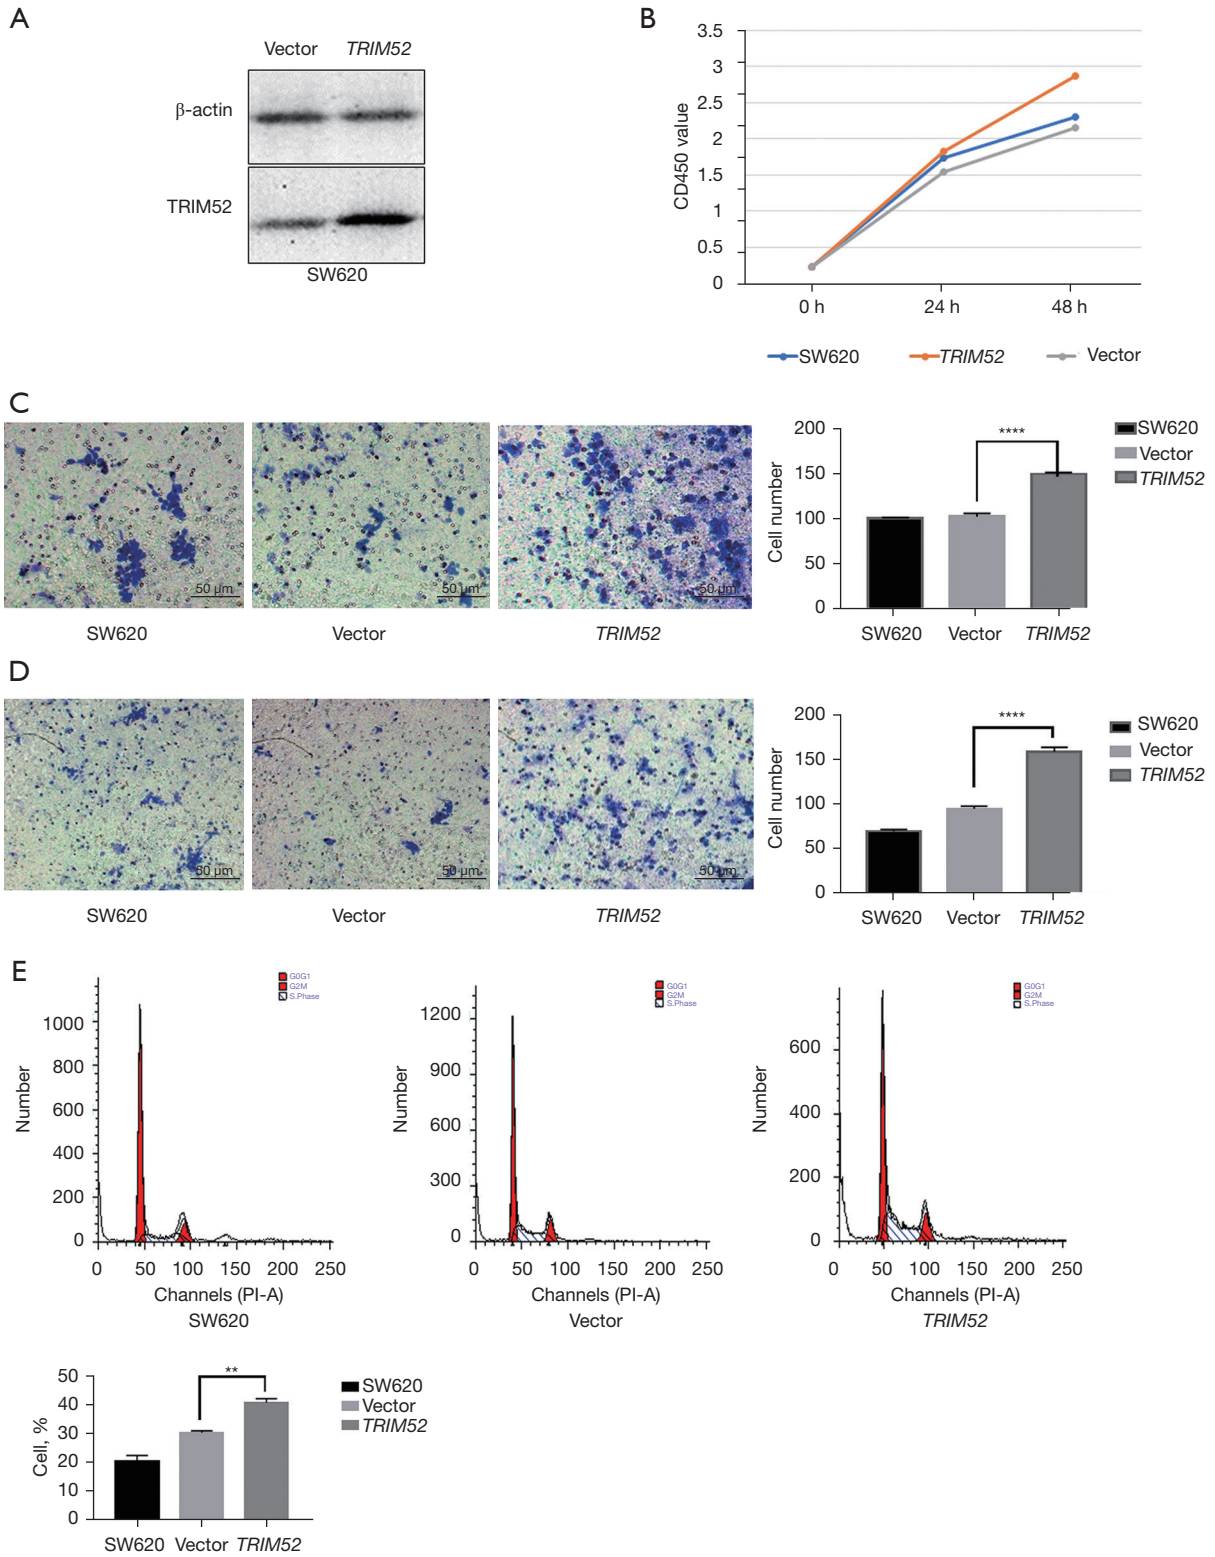 A
Vector TRIM52
β-actin
TRIM52
SW620
B
CD450 value
3.5
3
2.5
2
1.5
1
0.5
0
0 h 24 h 48 h
SW620 TRIM52 Vector
C
50 μm 50 μm 50 μm
SW620 Vector TRIM52
Cell number
200
150
100
50
0
****
SW620 Vector TRIM52
SW620
Vector
TRIM52
D
50 μm 50 μm 50 μm
SW620 Vector TRIM52
Cell number
200
150
100
50
0
****
SW620 Vector TRIM52
SW620
Vector
TRIM52
E
Number
1000
800
600
400
200
0
G0G1
G2M
S.Phase
0 50 100 150 200 250
Channels (PI-A)
SW620
Number
1200
900
600
300
0
G0G1
G2M
S.Phase
0 50 100 150 200 250
Channels (PI-A)
Vector
Number
600
400
200
0
G0G1
G2M
S.Phase
0 50 100 150 200 250
Channels (PI-A)
TRIM52
Cell, %
50
40
30
20
10
0
**
SW620 Vector TRIM52
SW620
Vector
TRIM52